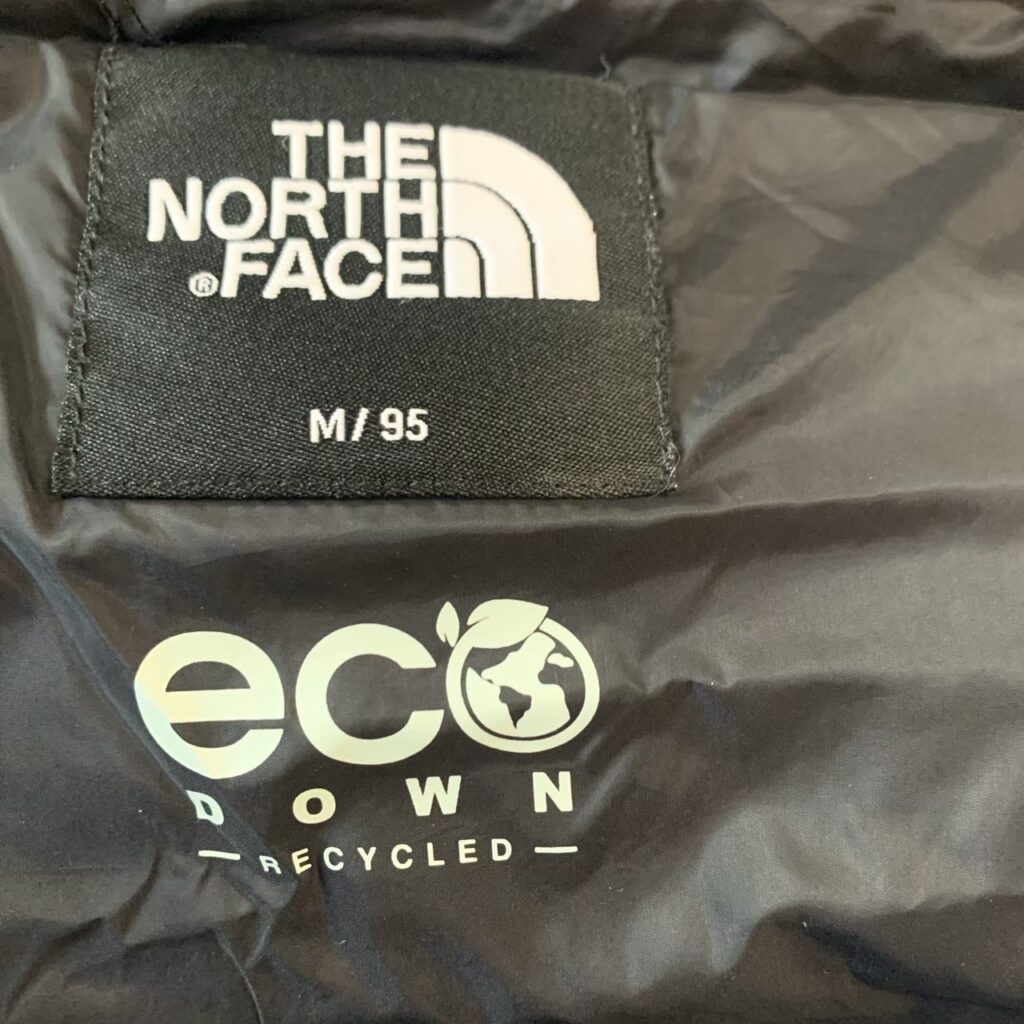 THE
NORTH
®FACE
M/95
eco
DOWN
RECYCLED